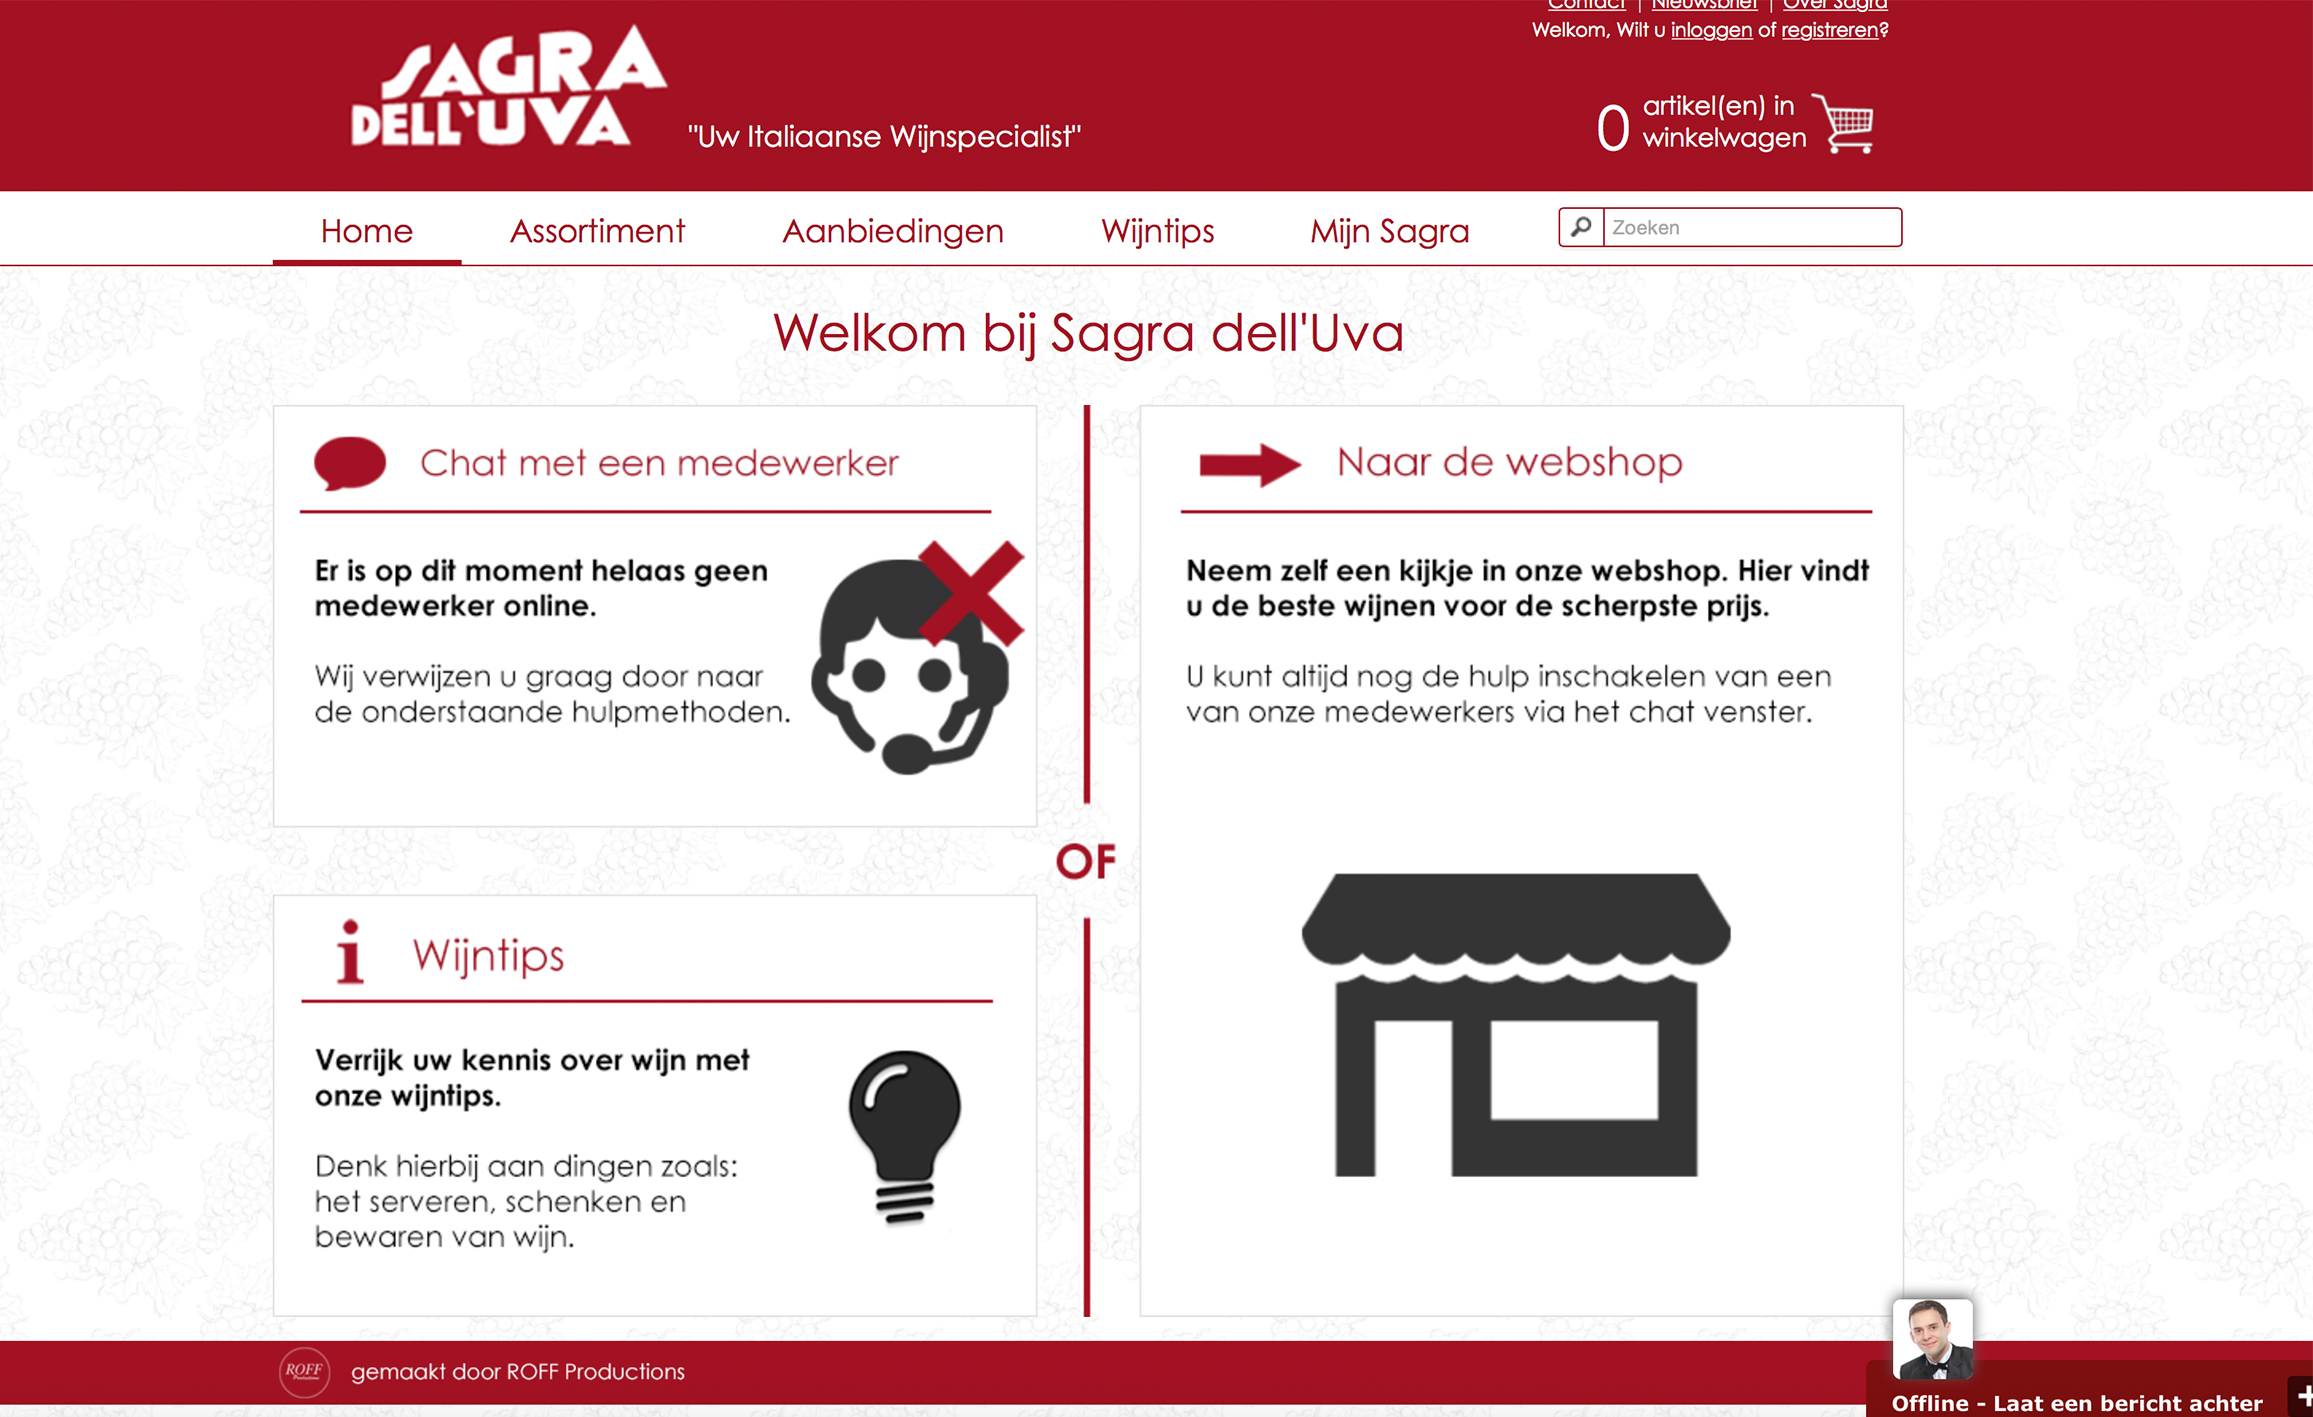 Contact | Nieuwsbrief | Over Sagra
Welkom, Wilt u inloggen of registreren?
SAGRA
DELL'UVA
"Uw Italiaanse Wijnspecialist"
0 artikel(en) in
winkelwagen
Home Assortiment Aanbiedingen Wijntips Mijn Sagra Zoeken
Welkom bij Sagra dell'Uva
Chat met een medewerker
Er is op dit moment helaas geen
medewerker online.
Wij verwijzen u graag door naar
de onderstaande hulpmethoden.
OF
Wijntips
Verrijk uw kennis over wijn met
onze wijntips.
Denk hierbij aan dingen zoals:
het serveren, schenken en
bewaren van wijn.
Naar de webshop
Neem zelf een kijkje in onze webshop. Hier vindt
u de beste wijnen voor de scherpste prijs.
U kunt altijd nog de hulp inschakelen van een
van onze medewerkers via het chat venster.
ROFF
Productions
gemaakt door ROFF Productions
Offline - Laat een bericht achter